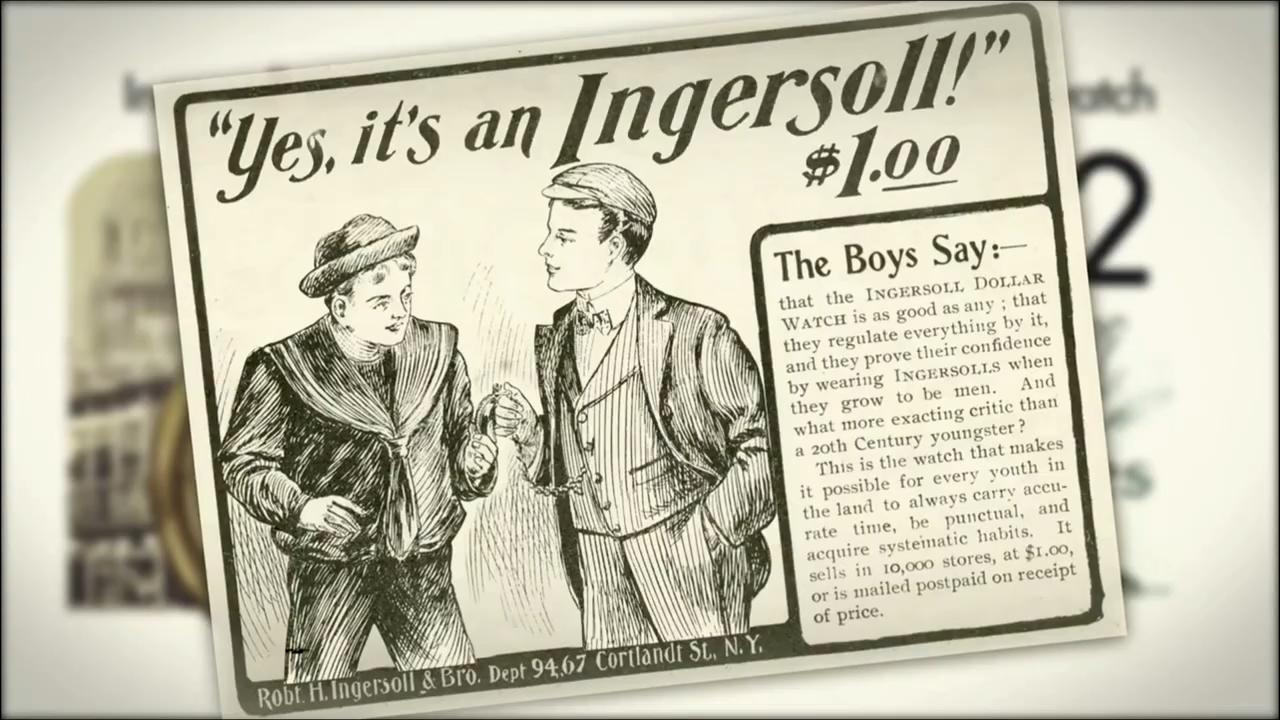 "Yes, it's an Ingersoll!"
$1.00
The Boys Say:—
that the INGERSOLL DOLLAR
WATCH is as good as any; that
they regulate everything by it,
and they prove their confidence
by wearing INGERSOLLS when
they grow to be men. And
what more exacting critic than
a 20th Century youngster?
This is the watch that makes
it possible for every youth in
the land to always carry accu-
rate time, be punctual, and
acquire systematic habits. It
sells in 10,000 stores, at $1.00,
or is mailed postpaid on receipt
of price.
Robt. H. Ingersoll & Bro. Dept 94,67 Cortlandt St., N.Y.
2